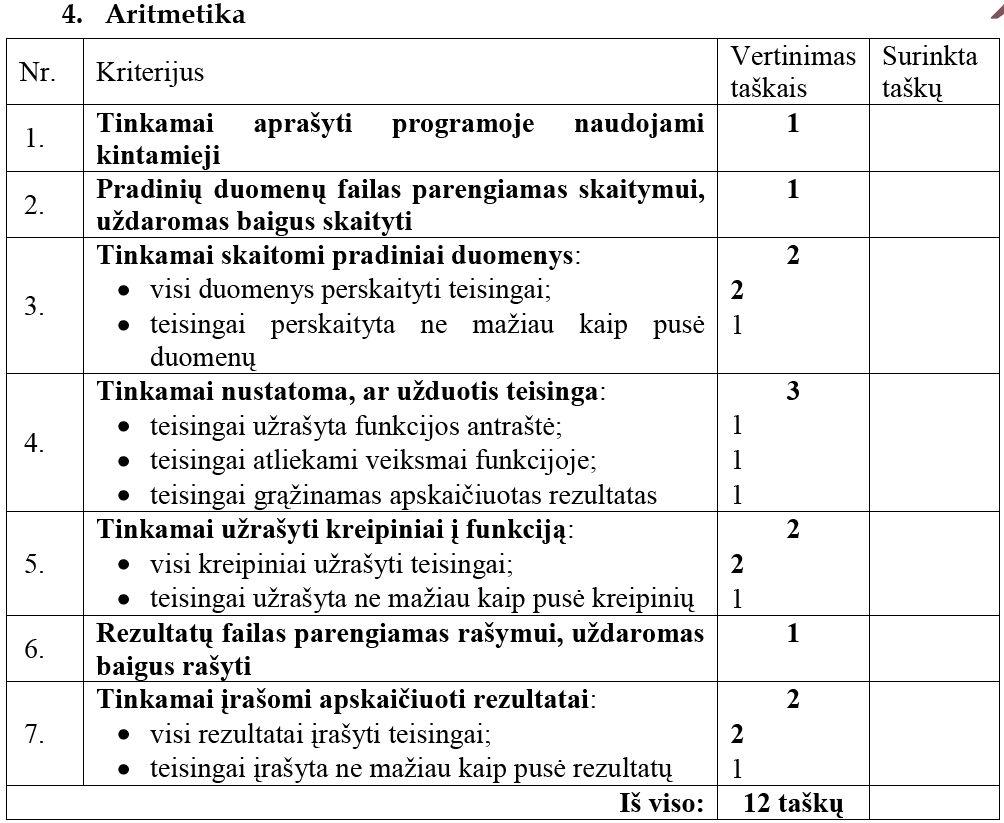 4. Aritmetika
Nr.
Kriterijus
Vertinimas
taškais
Surinkta
taškų
1.
Tinkamai aprašyti programoje naudojami
kintamieji
1
2.
Pradinių duomenų failas parengiamas skaitymui,
uždaromas baigus skaityti
1
3.
Tinkamai skaitomi pradiniai duomenys:
2
• visi duomenys perskaityti teisingai;
2
• teisingai perskaityta ne mažiau kaip pusė
1
duomenų
4.
Tinkamai nustatoma, ar užduotis teisinga:
3
• teisingai užrašyta funkcijos antraštė;
1
• teisingai atliekami veiksmai funkcijoje;
1
• teisingai grąžinamas apskaičiuotas rezultatas
1
5.
Tinkamai užrašyti kreipiniai į funkciją:
2
• visi kreipiniai užrašyti teisingai;
2
• teisingai užrašyta ne mažiau kaip pusė kreipinių
1
6.
Rezultatų failas parengiamas rašymui, uždaromas
baigus rašyti
1
7.
Tinkamai įrašomi apskaičiuoti rezultatai:
2
• visi rezultatai įrašyti teisingai;
2
• teisingai įrašyta ne mažiau kaip pusė rezultatų
1
Iš viso:
12 taškų